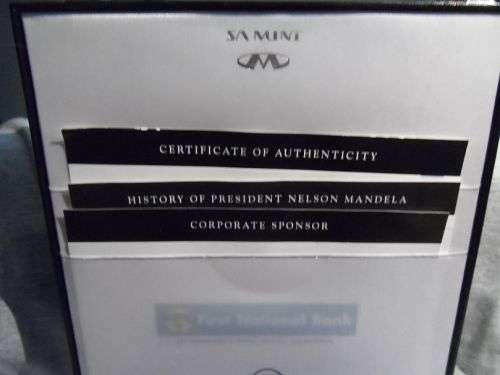 SA MINT
CERTIFICATE OF AUTHENTICITY
HISTORY OF PRESIDENT NELSON MANDELA
CORPORATE SPONSOR
First National Bank